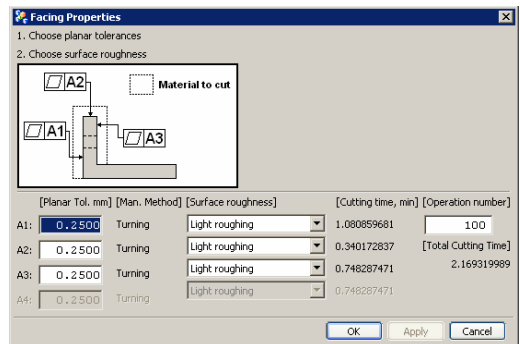 Facing Properties
1. Choose planar tolerances
2. Choose surface roughness
A2
Material to cut
A1
A3
[Planar Tol. mm] [Man. Method] [Surface roughness] [Cutting time, min] [Operation number]
A1: 0.2500 Turning Light roughing 1.080859681 100
A2: 0.2500 Turning Light roughing 0.340172837 [Total Cutting Time]
A3: 0.2500 Turning Light roughing 0.748287471 2.169319989
A4: 0.2500 Turning Light roughing 0.748287471
OK Apply Cancel